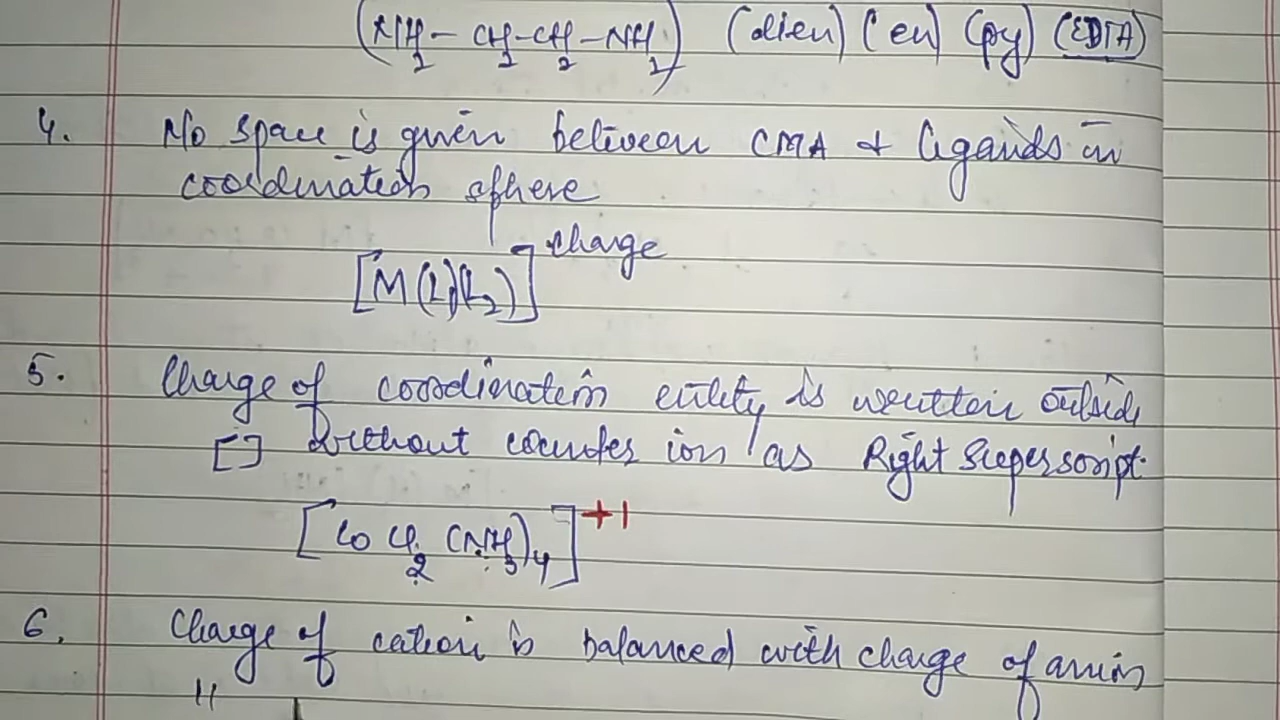 (NH2 - CH2-CH2 - NH2) (dien) (en) (py) (EDTA)
4. No space is given between CMA & ligands in
coordination sphere
[M(L1)(L2)]charge
5. Charge of coordination entity is written outside
[ ] without counter ion as Right Superscript.
[CoCl2(NH3)4]+1
6. Charge of cation is balanced with charge of anion
"